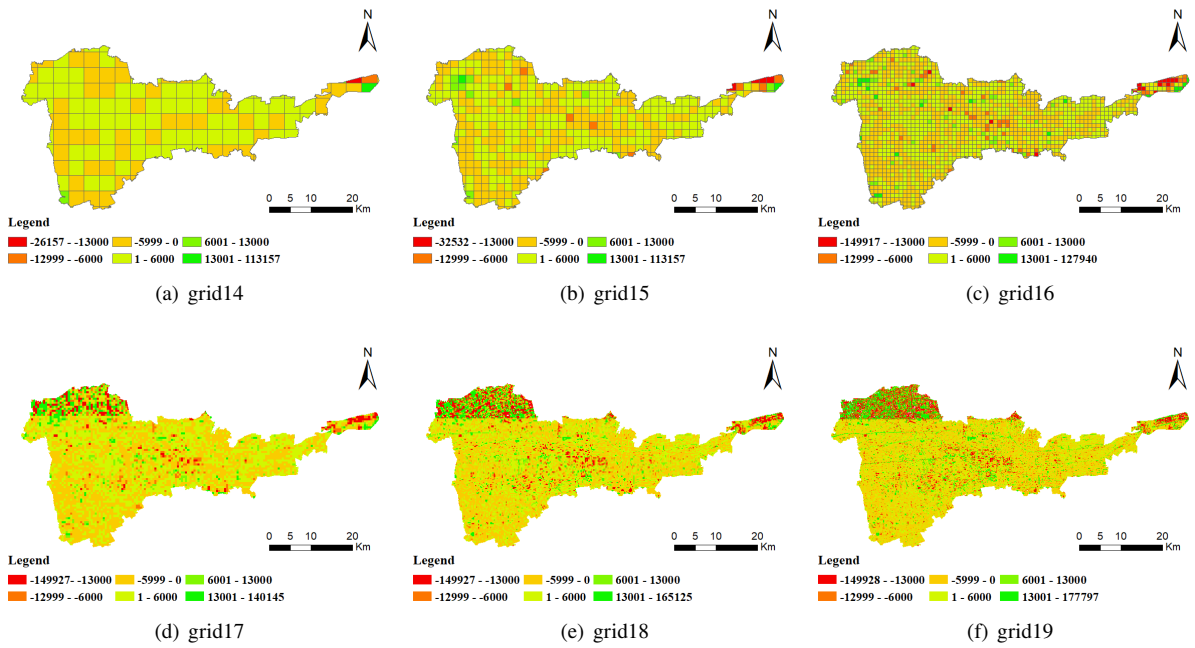 N
0 5 10 20
Km
Legend
-26157 - -13000 -5999 - 0 6001 - 13000
-12999 - -6000 1 - 6000 13001 - 113157
(a) grid14
N
0 5 10 20
Km
Legend
-32532 - -13000 -5999 - 0 6001 - 13000
-12999 - -6000 1 - 6000 13001 - 113157
(b) grid15
N
0 5 10 20
Km
Legend
-149917 - -13000 -5999 - 0 6001 - 13000
-12999 - -6000 1 - 6000 13001 - 127940
(c) grid16
N
0 5 10 20
Km
Legend
-149927 - -13000 -5999 - 0 6001 - 13000
-12999 - -6000 1 - 6000 13001 - 140145
(d) grid17
N
0 5 10 20
Km
Legend
-149927 - -13000 -5999 - 0 6001 - 13000
-12999 - -6000 1 - 6000 13001 - 165125
(e) grid18
N
0 5 10 20
Km
Legend
-149928 - -13000 -5999 - 0 6001 - 13000
-12999 - -6000 1 - 6000 13001 - 177797
(f) grid19